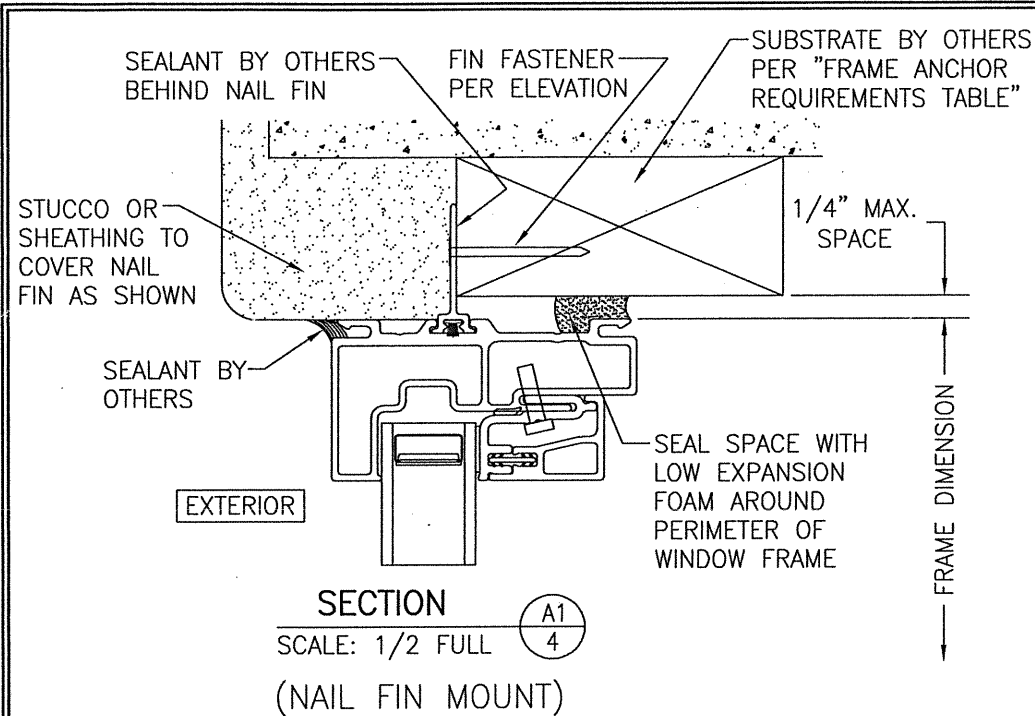 SEALANT BY OTHERS
BEHIND NAIL FIN
FIN FASTENER
PER ELEVATION
SUBSTRATE BY OTHERS
PER "FRAME ANCHOR
REQUIREMENTS TABLE"
STUCCO OR
SHEATHING TO
COVER NAIL
FIN AS SHOWN
1/4" MAX.
SPACE
SEALANT BY
OTHERS
SEAL SPACE WITH
LOW EXPANSION
FOAM AROUND
PERIMETER OF
WINDOW FRAME
FRAME DIMENSION
EXTERIOR
SECTION
SCALE: 1/2 FULL
A1
4
(NAIL FIN MOUNT)